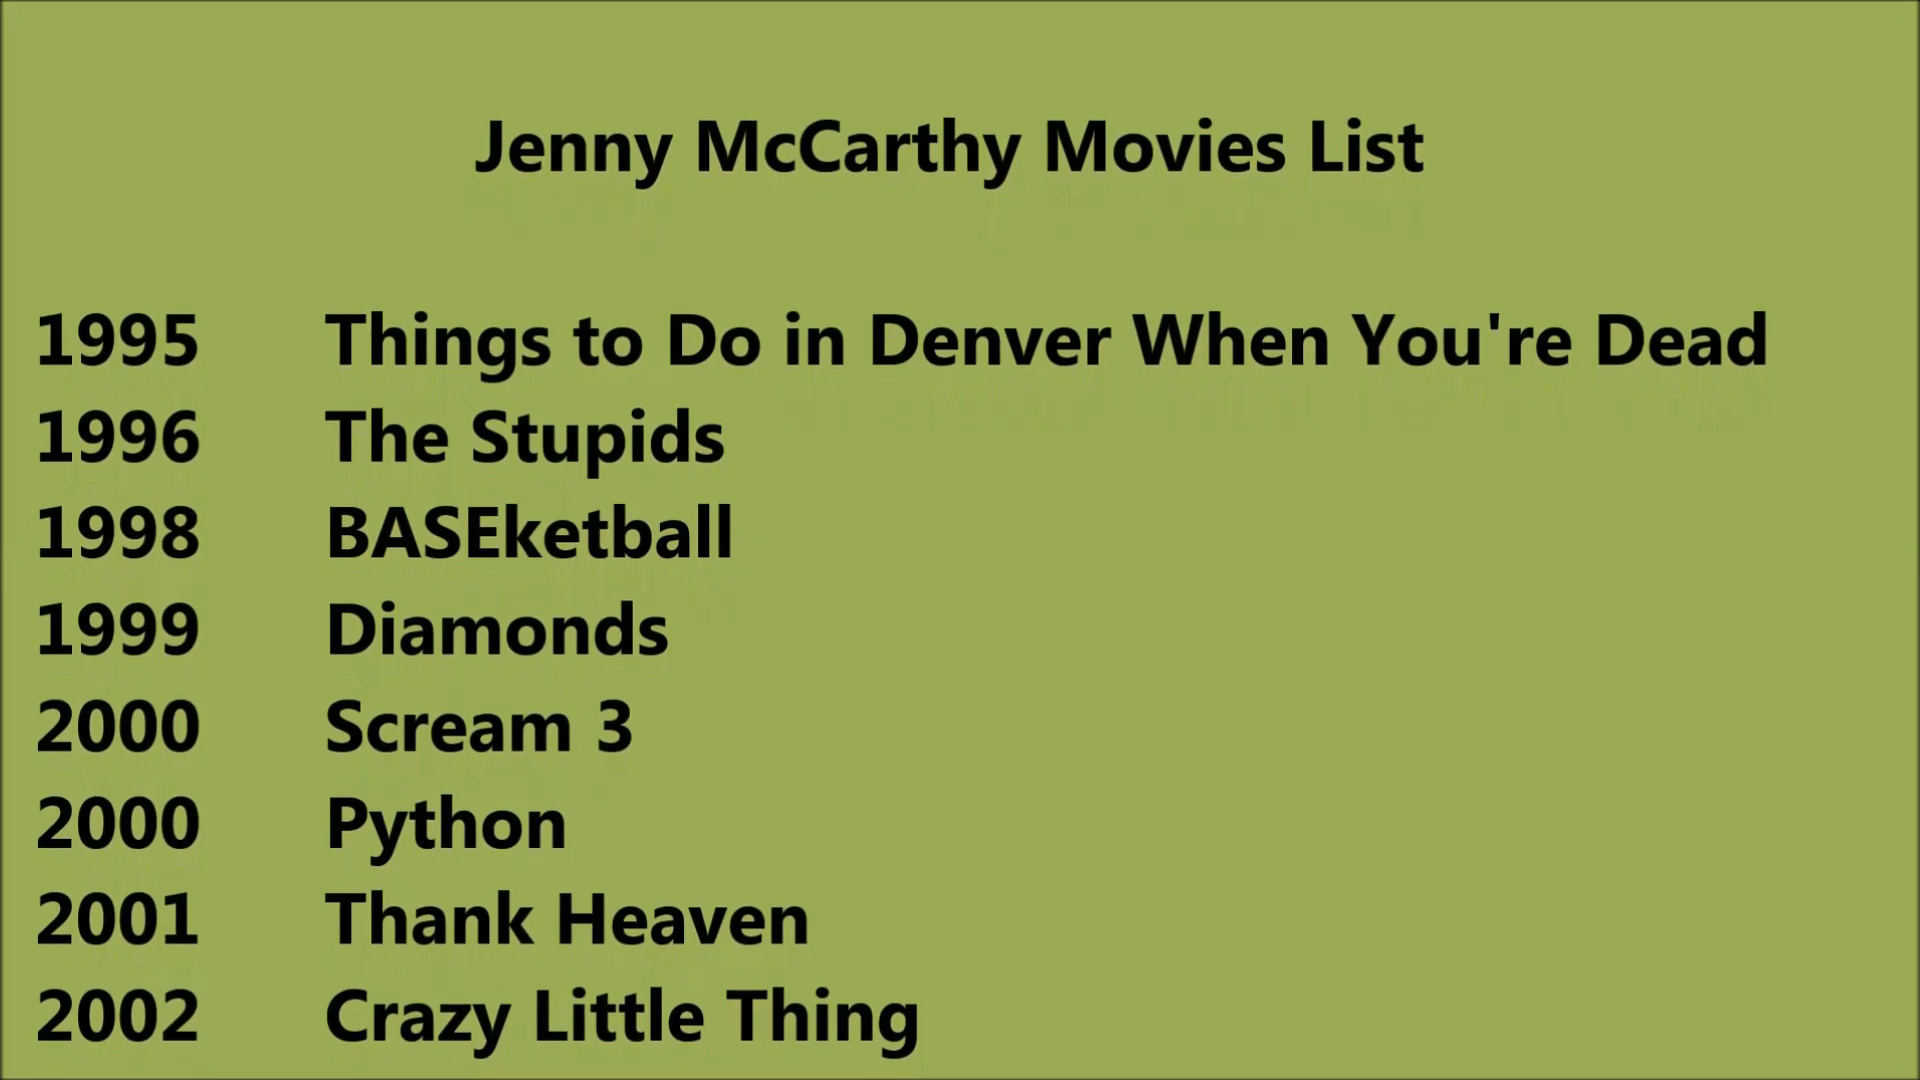 Jenny McCarthy Movies List
1995 Things to Do in Denver When You're Dead
1996 The Stupids
1998 BASEketball
1999 Diamonds
2000 Scream 3
2000 Python
2001 Thank Heaven
2002 Crazy Little Thing